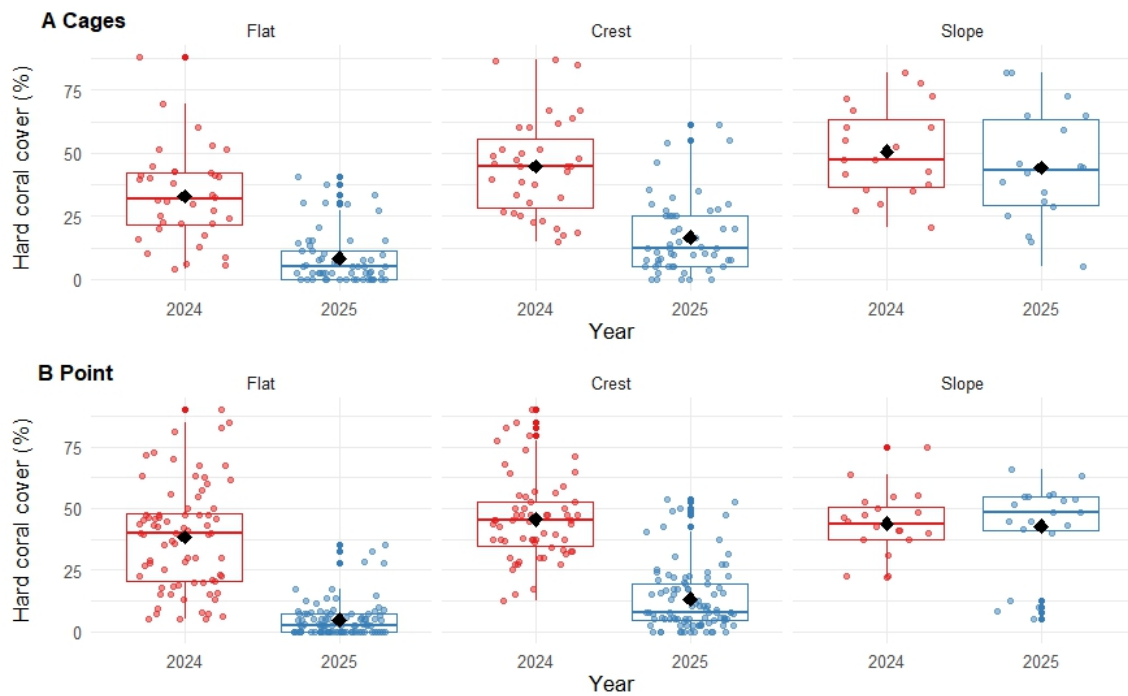 A Cages
Flat Crest Slope
Hard coral cover (%)
75
50
25
0
2024 2025 2024 2025 2024 2025
Year
B Point
Flat Crest Slope
Hard coral cover (%)
75
50
25
0
2024 2025 2024 2025 2024 2025
Year